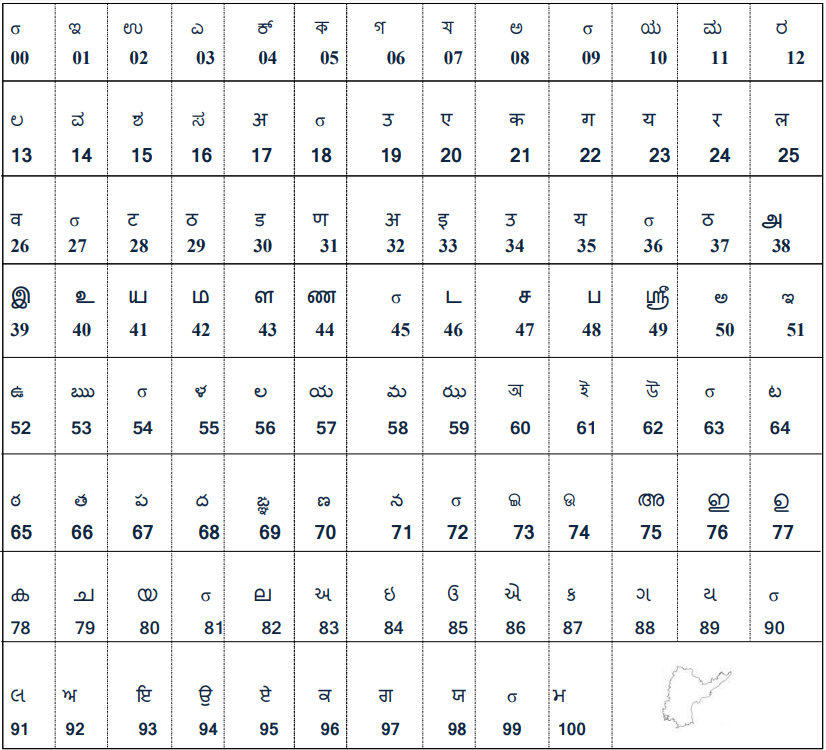 σ ಇ ಉ ಎ ಕ್ क ग य ಅ σ ಯ ಮ ರ
00 01 02 03 04 05 06 07 08 09 10 11 12
ಲ ವ ಶ ಸ अ σ उ ए क ग य र ल
13 14 15 16 17 18 19 20 21 22 23 24 25
व σ ट ठ ड ण अ इ उ य σ ठ அ
26 27 28 29 30 31 32 33 34 35 36 37 38
இ உ ய ம ள ண σ ட ச ப ஸ்ரீ అ ఇ
39 40 41 42 43 44 45 46 47 48 49 50 51
ఉ ఋ σ ళ ల య మ ఝ অ ই উ σ ట
52 53 54 55 56 57 58 59 60 61 62 63 64
ఠ త ప ద ఙ్ఞ ణ న σ ଇ ଉ അ ഇ ഉ
65 66 67 68 69 70 71 72 73 74 75 76 77
ക ച യ σ ല અ ઇ ઉ એ ક ગ ય σ
78 79 80 81 82 83 84 85 86 87 88 89 90
લ ਅ ਇ ਉ ਏ ਕ ਗ ਯ σ ਮ
91 92 93 94 95 96 97 98 99 100